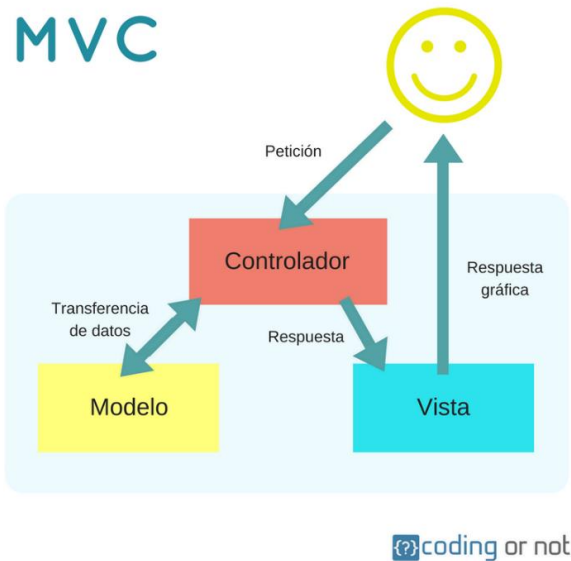 MVC
Petición
Controlador
Transferencia
de datos
Respuesta
Respuesta
gráfica
Modelo
Vista
{?} coding or not